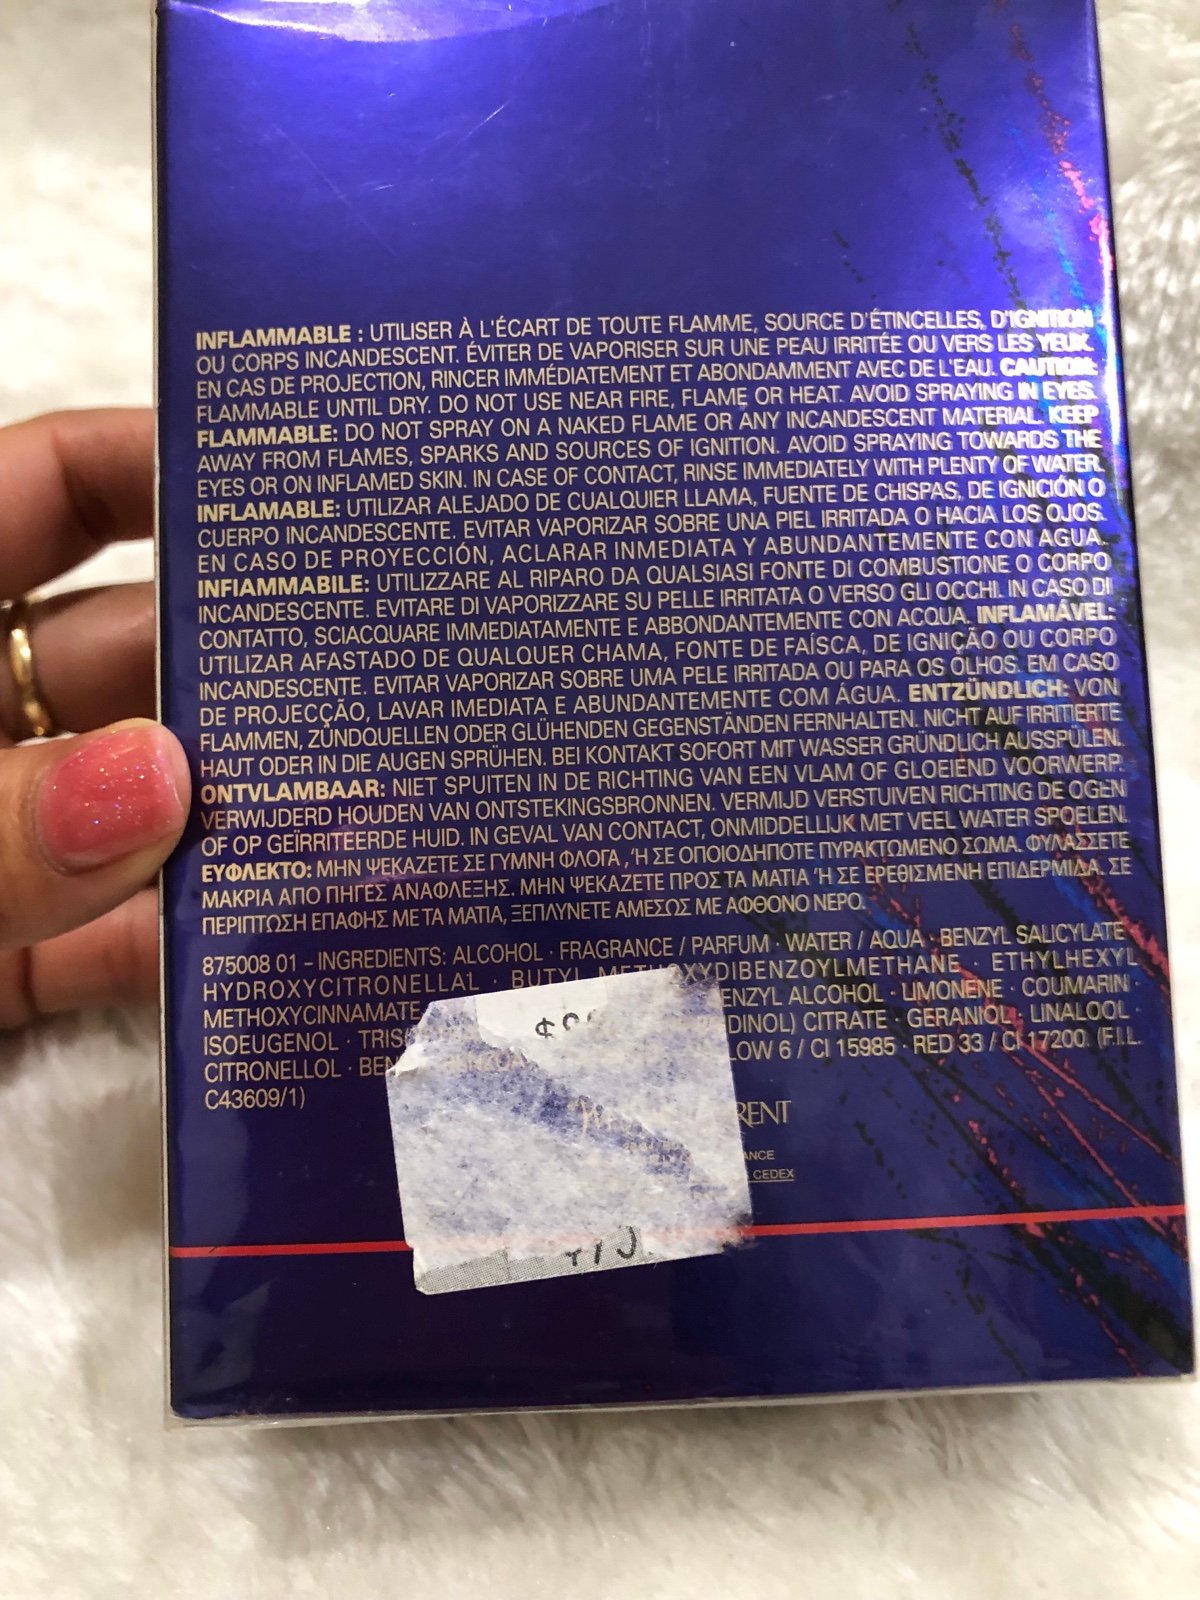 INFLAMMABLE : UTILISER À L'ÉCART DE TOUTE FLAMME, SOURCE D'ÉTINCELLES, D'IGNITION
OU CORPS INCANDESCENT. ÉVITER DE VAPORISER SUR UNE PEAU IRRITÉE OU VERS LES YEUX.
EN CAS DE PROJECTION, RINCER IMMÉDIATEMENT ET ABONDAMMENT AVEC DE L'EAU. CAUTION:
FLAMMABLE UNTIL DRY. DO NOT USE NEAR FIRE, FLAME OR HEAT. AVOID SPRAYING IN EYES.
FLAMMABLE: DO NOT SPRAY ON A NAKED FLAME OR ANY INCANDESCENT MATERIAL. KEEP
AWAY FROM FLAMES, SPARKS AND SOURCES OF IGNITION. AVOID SPRAYING TOWARDS THE
EYES OR ON INFLAMED SKIN. IN CASE OF CONTACT, RINSE IMMEDIATELY WITH PLENTY OF WATER.
INFLAMABLE: UTILIZAR ALEJADO DE CUALQUIER LLAMA, FUENTE DE CHISPAS, DE IGNICIÓN O
CUERPO INCANDESCENTE. EVITAR VAPORIZAR SOBRE UNA PIEL IRRITADA O HACIA LOS OJOS.
EN CASO DE PROYECCIÓN, ACLARAR INMEDIATA Y ABUNDANTEMENTE CON AGUA.
INFIAMMABILE: UTILIZZARE AL RIPARO DA QUALSIASI FONTE DI COMBUSTIONE O CORPO
INCANDESCENTE. EVITARE DI VAPORIZZARE SU PELLE IRRITATA O VERSO GLI OCCHI. IN CASO DI
CONTATTO, SCIACQUARE IMMEDIATAMENTE E ABBONDANTEMENTE CON ACQUA. INFLAMÁVEL:
UTILIZAR AFASTADO DE QUALQUER CHAMA, FONTE DE FAÍSCA, DE IGNIÇÃO OU CORPO
INCANDESCENTE. EVITAR VAPORIZAR SOBRE UMA PELE IRRITADA OU PARA OS OLHOS. EM CASO
DE PROJECÇÃO, LAVAR IMEDIATA E ABUNDANTEMENTE COM ÁGUA. ENTZÜNDLICH: VON
FLAMMEN, ZÜNDQUELLEN ODER GLÜHENDEN GEGENSTÄNDEN FERNHALTEN. NICHT AUF IRRITIERTE
HAUT ODER IN DIE AUGEN SPRÜHEN. BEI KONTAKT SOFORT MIT WASSER GRÜNDLICH AUSSPÜLEN.
ONTVLAMBAAR: NIET SPUITEN IN DE RICHTING VAN EEN VLAM OF GLOEIEND VOORWERP.
VERWIJDERD HOUDEN VAN ONTSTEKINGSBRONNEN. VERMIJD VERSTUIVEN RICHTING DE OGEN
OF OP GEÏRRITEERDE HUID. IN GEVAL VAN CONTACT, ONMIDDELLIJK MET VEEL WATER SPOELEN.
ΕΥΦΛΕΚΤΟ: ΜΗΝ ΨΕΚΑΖΕΤΕ ΣΕ ΓΥΜΝΗ ΦΛΟΓΑ ,Ή ΣΕ ΟΠΟΙΟΔΗΠΟΤΕ ΠΥΡΑΚΤΩΜΕΝΟ ΣΩΜΑ. ΦΥΛΑΣΣΕΤΕ
ΜΑΚΡΙΑ ΑΠΟ ΠΗΓΕΣ ΑΝΑΦΛΕΞΗΣ. ΜΗΝ ΨΕΚΑΖΕΤΕ ΠΡΟΣ ΤΑ ΜΑΤΙΑ Ή ΣΕ ΕΡΕΘΙΣΜΕΝΗ ΕΠΙΔΕΡΜΙΔΑ. ΣΕ
ΠΕΡΙΠΤΩΣΗ ΕΠΑΦΗΣ ΜΕ ΤΑ ΜΑΤΙΑ, ΞΕΠΛΥΝΕΤΕ ΑΜΕΣΩΣ ΜΕ ΑΦΘΟΝΟ ΝΕΡΟ.
875008 01 – INGREDIENTS: ALCOHOL · FRAGRANCE / PARFUM · WATER / AQUA · BENZYL SALICYLATE
HYDROXYCITRONELLAL · BUTYL METHOXYDIBENZOYLMETHANE · ETHYLHEXYL
METHOXYCINNAMATE ENZYL ALCOHOL · LIMONENE · COUMARIN ·
ISOEUGENOL · TRIS DINOL) CITRATE · GERANIOL · LINALOOL ·
CITRONELLOL · BEN LOW 6 / CI 15985 · RED 33 / CI 17200. (F.I.L.
C43609/1)
RENT
ANCE
CEDEX